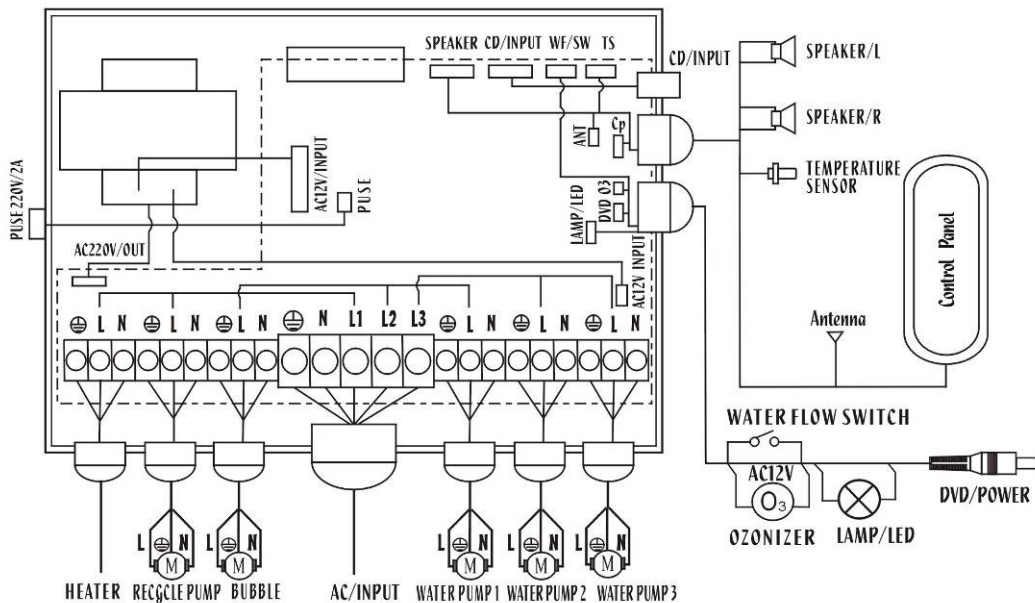 SPEAKER CD/INPUT WF/SW TS
CD/INPUT
SPEAKER/L
SPEAKER/R
TEMPERATURE
SENSOR
Control Panel
Antenna
ANT
Cp
DVD O3
LAMP/LED
AC12V/INPUT
PUSE
PUSE220V/2A
AC220V/OUT
AC12V INPUT
L N L N L N N L1 L2 L3 L N L N L N
WATER FLOW SWITCH
AC12V
O3
OZONIZER
LAMP/LED
DVD/POWER
L N L N L N L N L N
M M M M M
HEATER RECGCLE PUMP BUBBLE AC/INPUT WATER PUMP 1 WATER PUMP 2 WATER PUMP 3